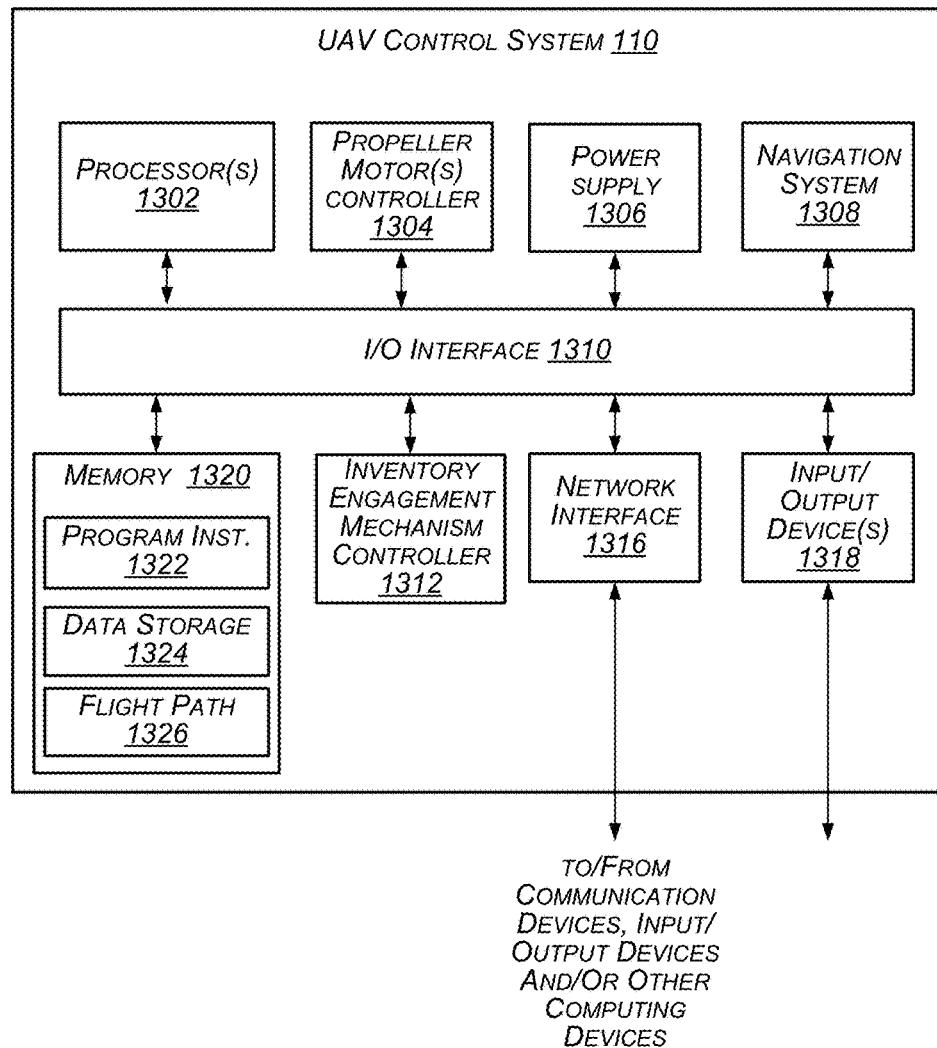 UAV CONTROL SYSTEM 110
PROCESSOR(S)
1302
PROPELLER
MOTOR(S)
CONTROLLER
1304
POWER
SUPPLY
1306
NAVIGATION
SYSTEM
1308
I/O INTERFACE 1310
MEMORY 1320
PROGRAM INST.
1322
DATA STORAGE
1324
FLIGHT PATH
1326
INVENTORY
ENGAGEMENT
MECHANISM
CONTROLLER
1312
NETWORK
INTERFACE
1316
INPUT/
OUTPUT
DEVICE(S)
1318
TO/FROM
COMMUNICATION
DEVICES, INPUT/
OUTPUT DEVICES
AND/OR OTHER
COMPUTING
DEVICES